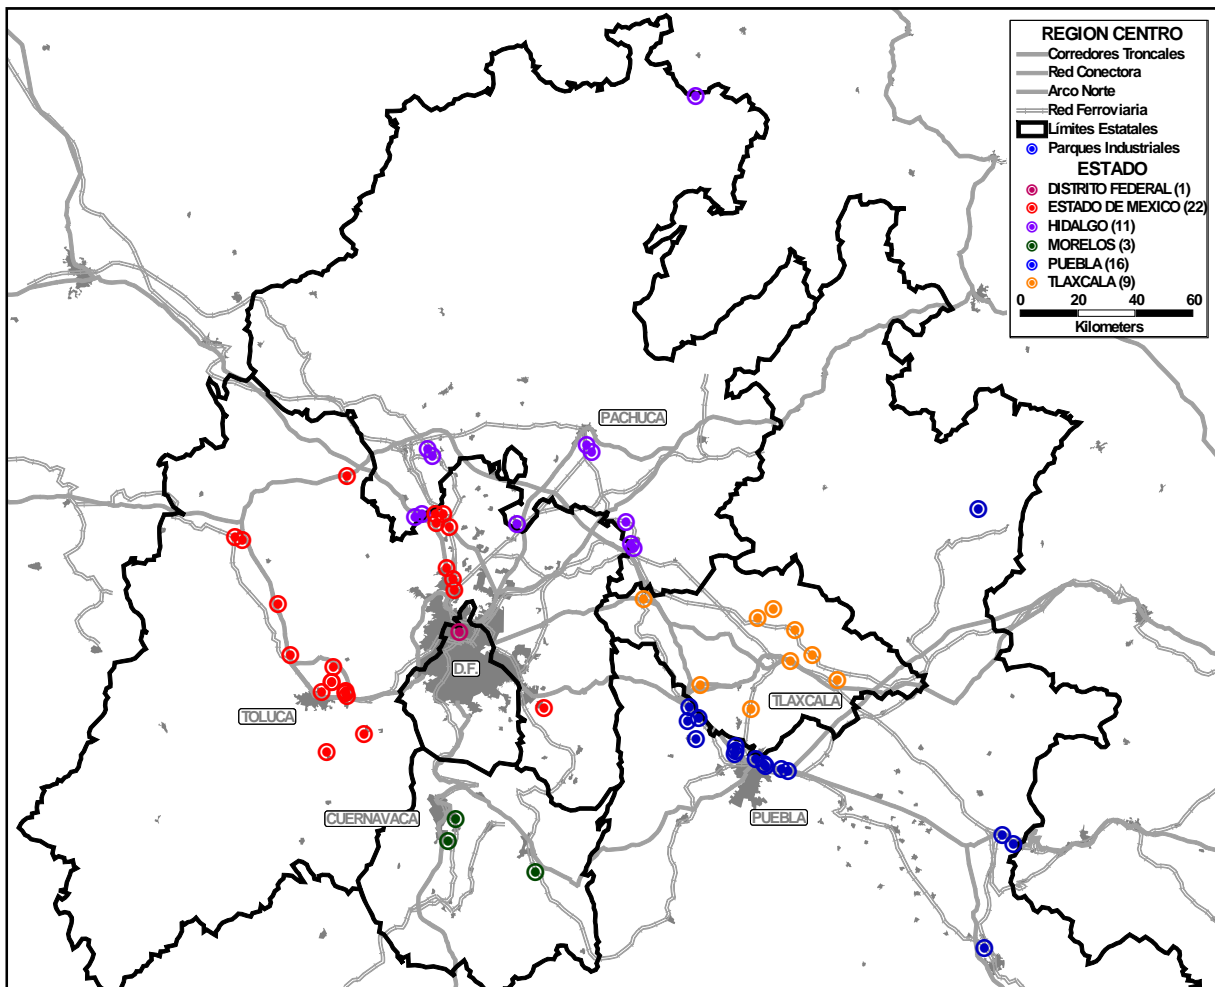 REGION CENTRO
Corredores Troncales
Red Conectora
Arco Norte
Red Ferroviaria
Límites Estatales
Parques Industriales
ESTADO
DISTRITO FEDERAL (1)
ESTADO DE MEXICO (22)
HIDALGO (11)
MORELOS (3)
PUEBLA (16)
TLAXCALA (9)
0 20 40 60
Kilometers
PACHUCA
D.F.
TOLUCA
TLAXCALA
CUERNAVACA
PUEBLA